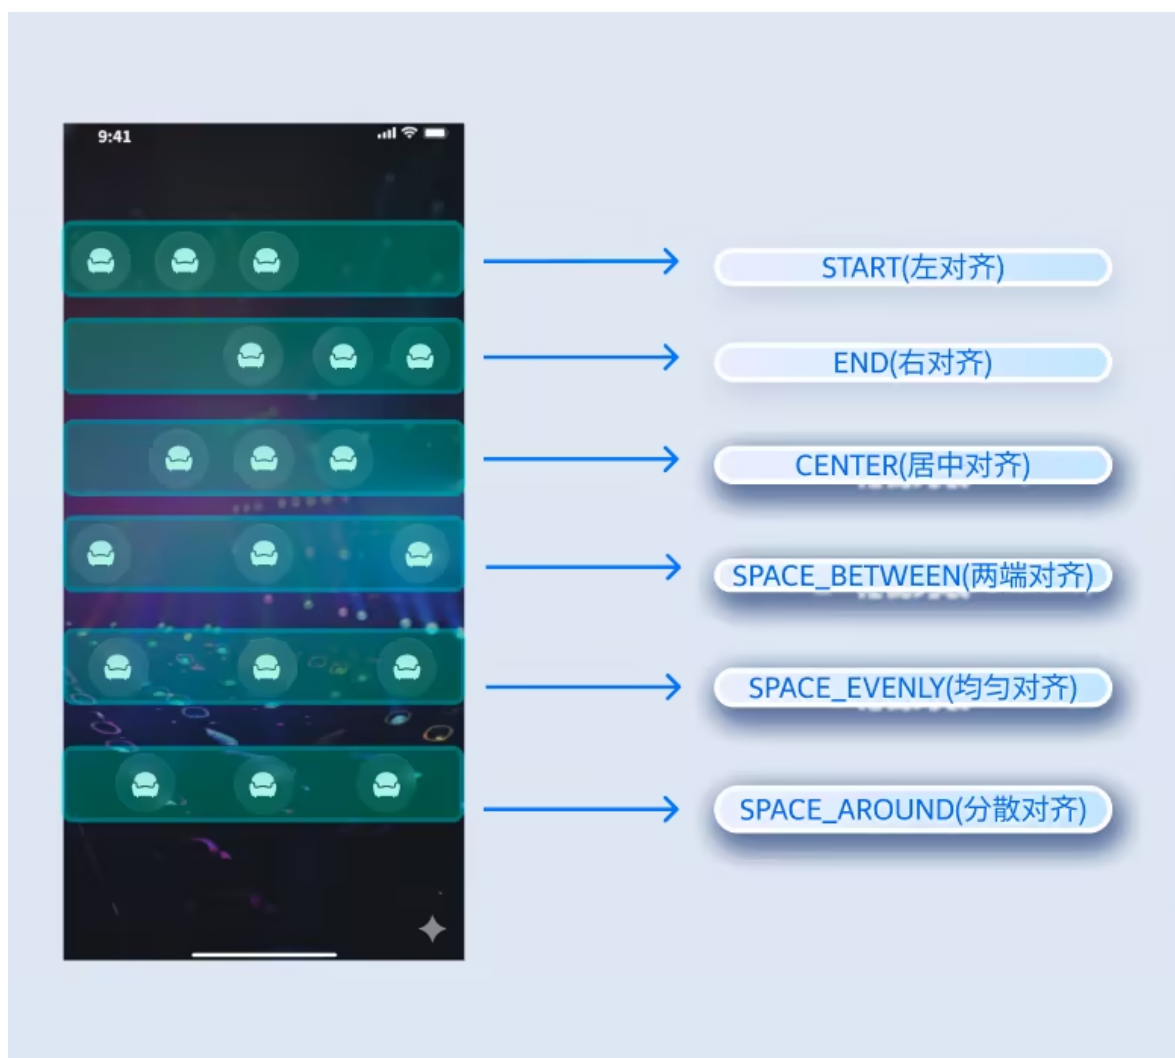 9:41
START(左对齐)
END(右对齐)
CENTER(居中对齐)
SPACE_BETWEEN(两端对齐)
SPACE_EVENLY(均匀对齐)
SPACE_AROUND(分散对齐)